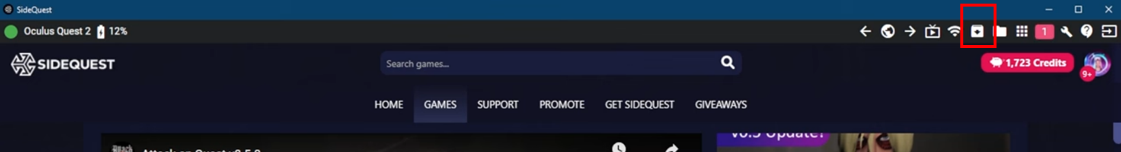 SideQuest
Oculus Quest 2 12%
1
SIDEQUEST
Search games...
1,723 Credits
9+
HOME GAMES SUPPORT PROMOTE GET SIDEQUEST GIVEAWAYS